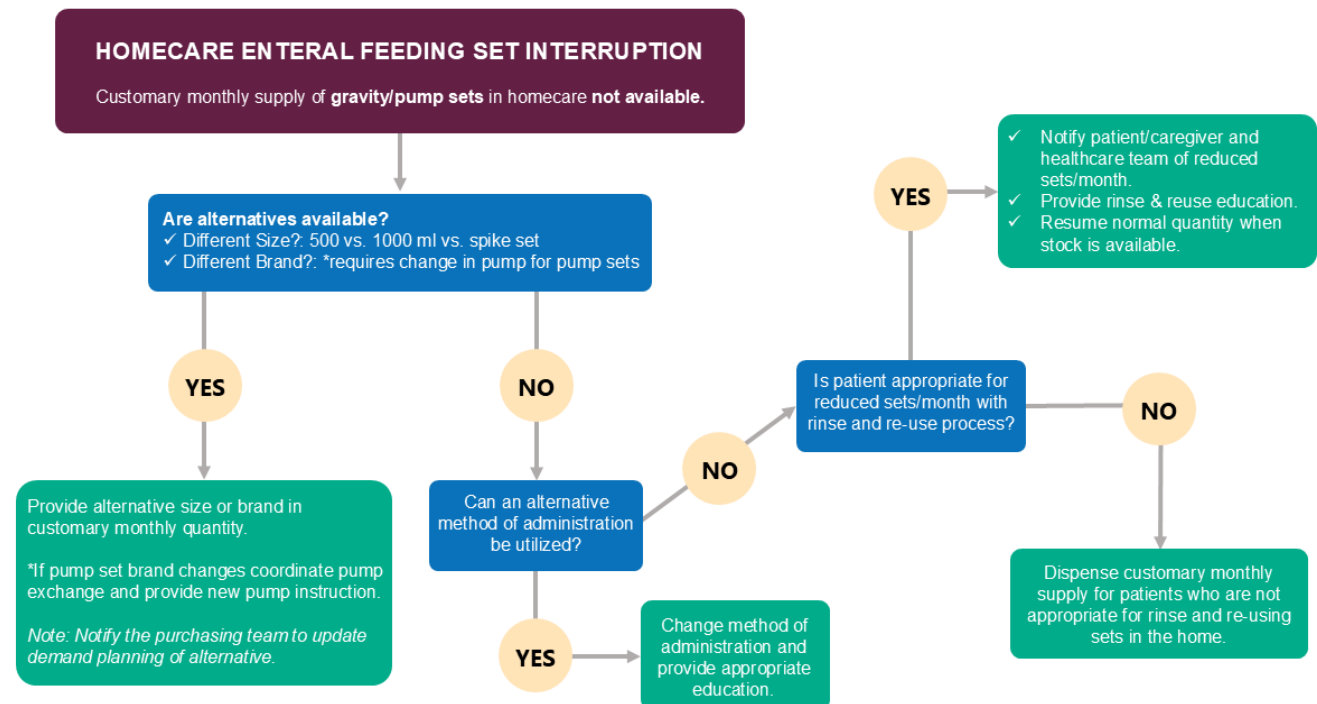 HOMECARE ENTERAL FEEDING SET INTERRUPTION
Customary monthly supply of gravity/pump sets in homecare not available.
Are alternatives available?
✓ Different Size?: 500 vs. 1000 ml vs. spike set
✓ Different Brand?: *requires change in pump for pump sets
YES
NO
Provide alternative size or brand in
customary monthly quantity.
*If pump set brand changes coordinate pump
exchange and provide new pump instruction.
Note: Notify the purchasing team to update
demand planning of alternative.
Can an alternative
method of administration
be utilized?
YES
Change method of
administration and
provide appropriate
education.
NO
Is patient appropriate for
reduced sets/month with
rinse and re-use process?
YES
✓ Notify patient/caregiver and
healthcare team of reduced
sets/month.
✓ Provide rinse & reuse education.
✓ Resume normal quantity when
stock is available.
NO
Dispense customary monthly
supply for patients who are not
appropriate for rinse and re-using
sets in the home.